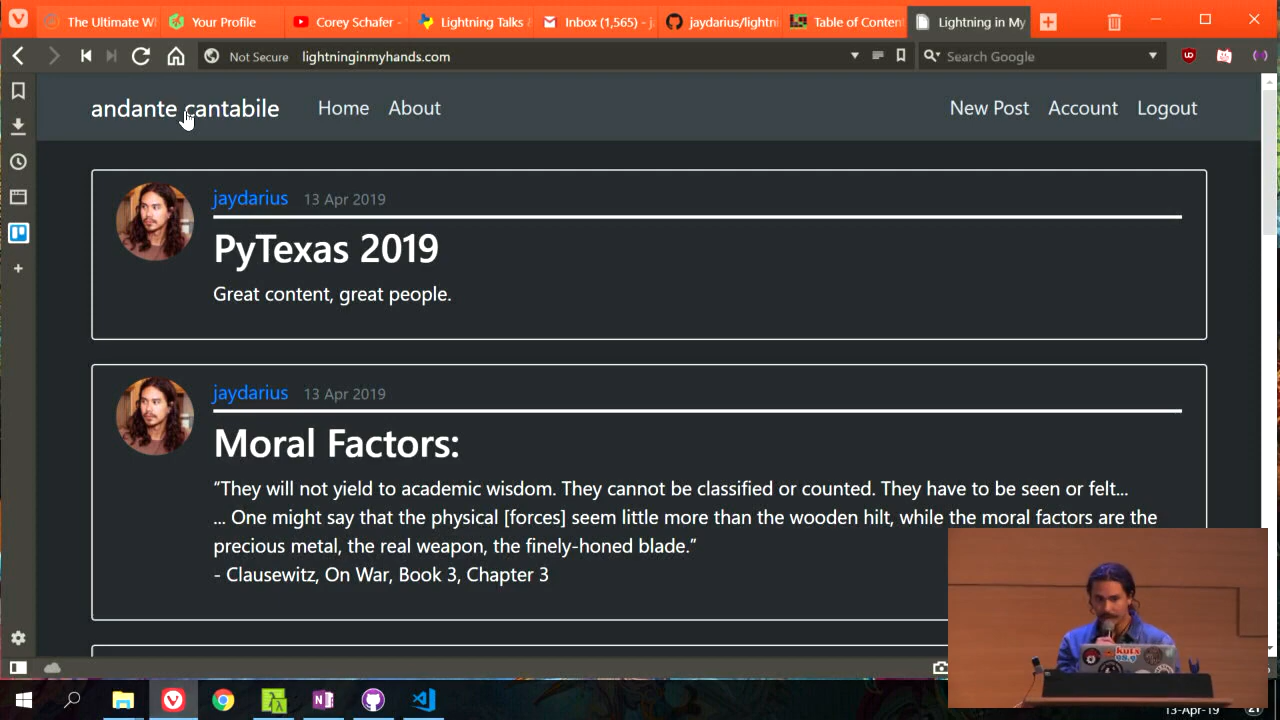 The Ultimate W
Your Profile
Corey Schafer -
Lightning Talks
Inbox (1,565) - j
jaydarius/lightni
Table of Content
Lightning in My
Not Secure
lightninginmyhands.com
Search Google
andante cantabile
Home
About
New Post
Account
Logout
jaydarius
13 Apr 2019
PyTexas 2019
Great content, great people.
jaydarius
13 Apr 2019
Moral Factors:
“They will not yield to academic wisdom. They cannot be classified or counted. They have to be seen or felt...
... One might say that the physical [forces] seem little more than the wooden hilt, while the moral factors are the
precious metal, the real weapon, the finely-honed blade.”
- Clausewitz, On War, Book 3, Chapter 3
kuts
13-Apr-19
21